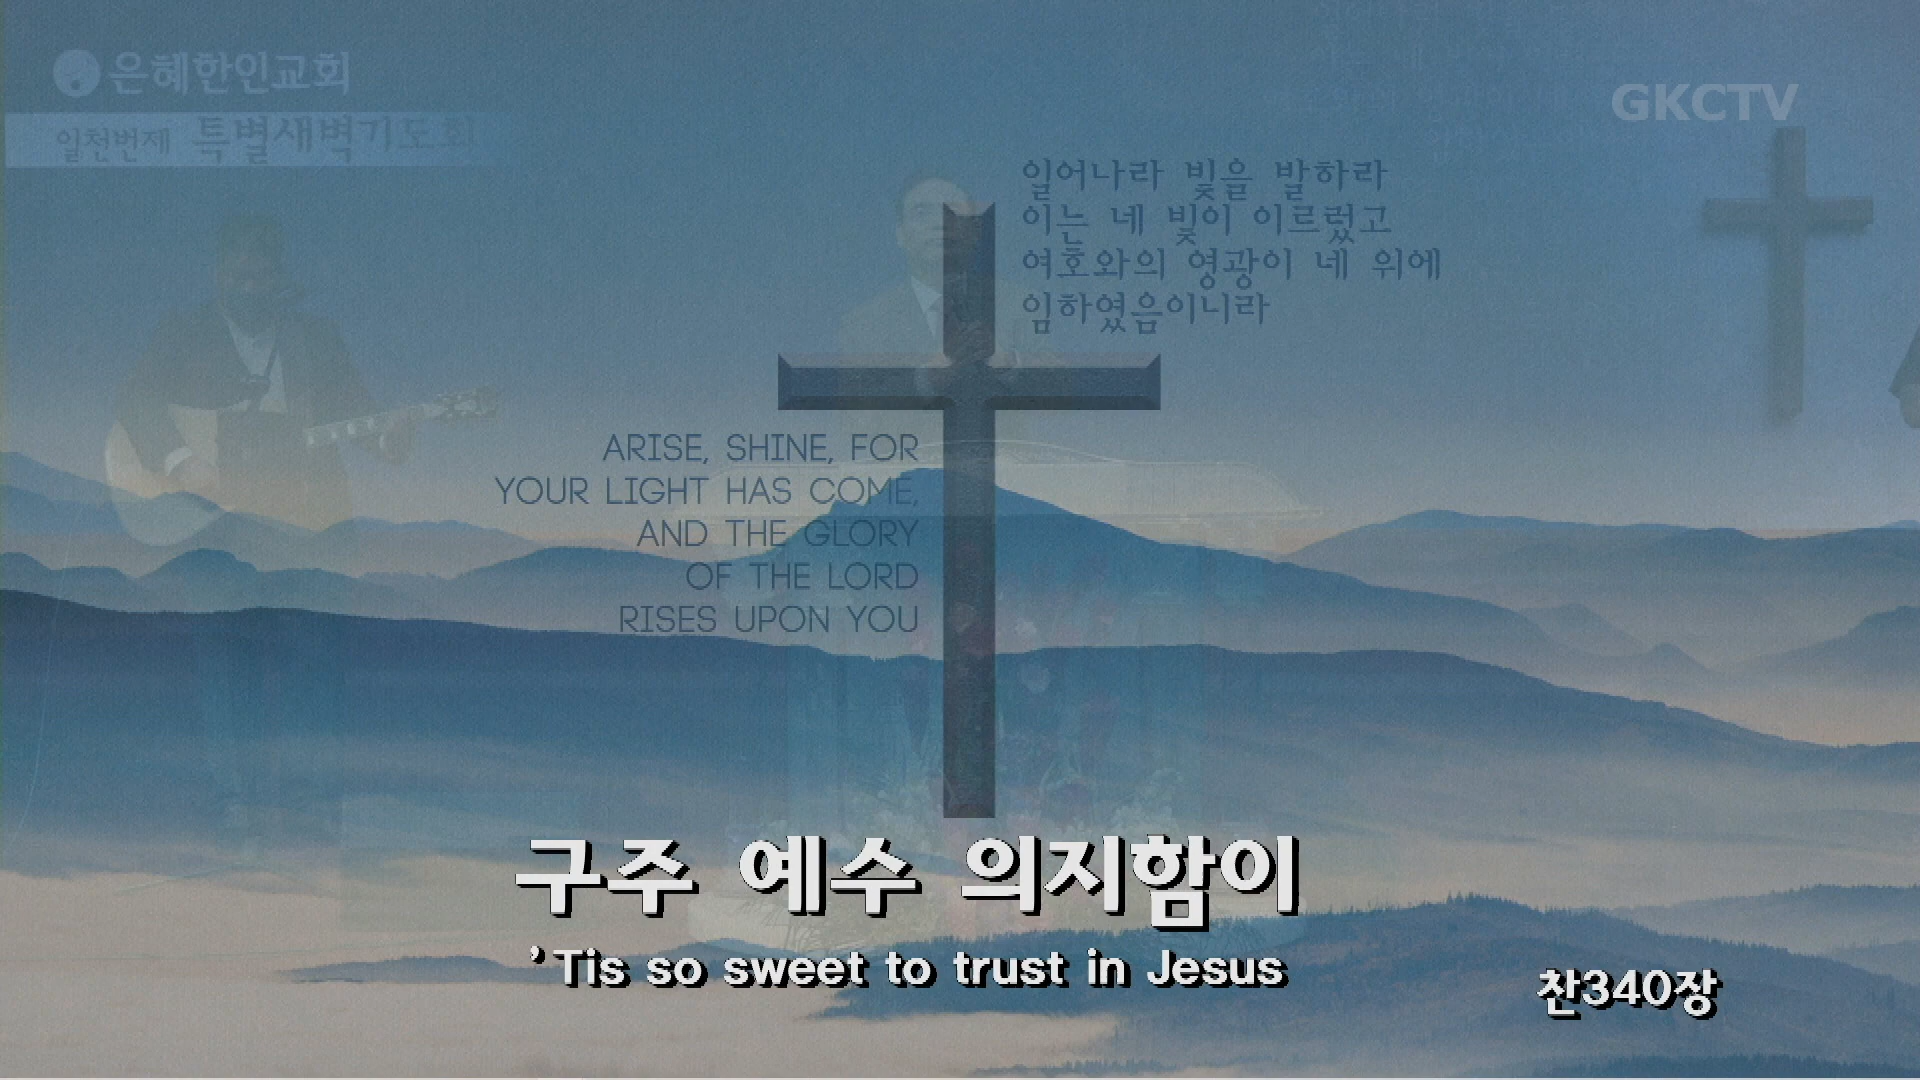 은혜한인교회
일천번제 특별새벽기도회
GKCTV
일어나라 빛을 발하라
이는 네 빛이 이르렀고
여호와의 영광이 네 위에
임하였음이니라
ARISE, SHINE, FOR
YOUR LIGHT HAS COME,
AND THE GLORY
OF THE LORD
RISES UPON YOU
구주 예수 의지함이
’Tis so sweet to trust in Jesus
찬340장